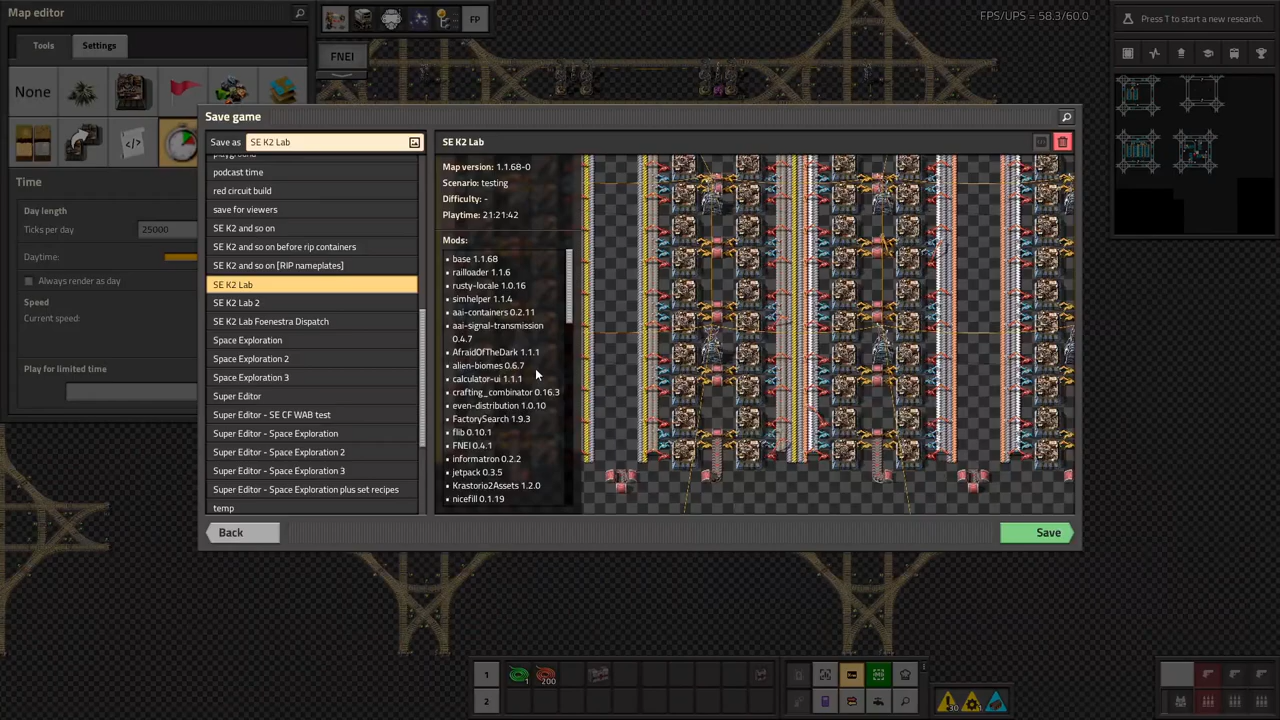 Map editor
FP
FPS/UPS = 58.3/60.0
Press T to start a new research.
Tools
Settings
FNEI
None
Save game
Save as
SE K2 Lab
SE K2 Lab
playground
podcast time
red circuit build
save for viewers
SE K2 and so on
SE K2 and so on before rip containers
SE K2 and so on [RIP nameplates]
SE K2 Lab
SE K2 Lab 2
SE K2 Lab Foenestra Dispatch
Space Exploration
Space Exploration 2
Space Exploration 3
Super Editor
Super Editor - SE CF WAB test
Super Editor - Space Exploration
Super Editor - Space Exploration 2
Super Editor - Space Exploration 3
Super Editor - Space Exploration plus set recipes
temp
Map version: 1.1.68-0
Scenario: testing
Difficulty: -
Playtime: 21:21:42
Mods:
▪ base 1.1.68
▪ railloader 1.1.6
▪ rusty-locale 1.0.16
▪ simhelper 1.1.4
▪ aai-containers 0.2.11
▪ aai-signal-transmission
0.4.7
▪ AfraidOfTheDark 1.1.1
▪ alien-biomes 0.6.7
▪ calculator-ui 1.1.1
▪ crafting_combinator 0.16.3
▪ even-distribution 1.0.10
▪ FactorySearch 1.9.3
▪ flib 0.10.1
▪ FNEI 0.4.1
▪ informatron 0.2.2
▪ jetpack 0.3.5
▪ Krastorio2Assets 1.2.0
▪ nicefill 0.1.19
Time
Day length
Ticks per day
25000
Daytime:
Always render as day
Speed
Current speed:
Play for limited time
Back
Save
1
1
200
2
30